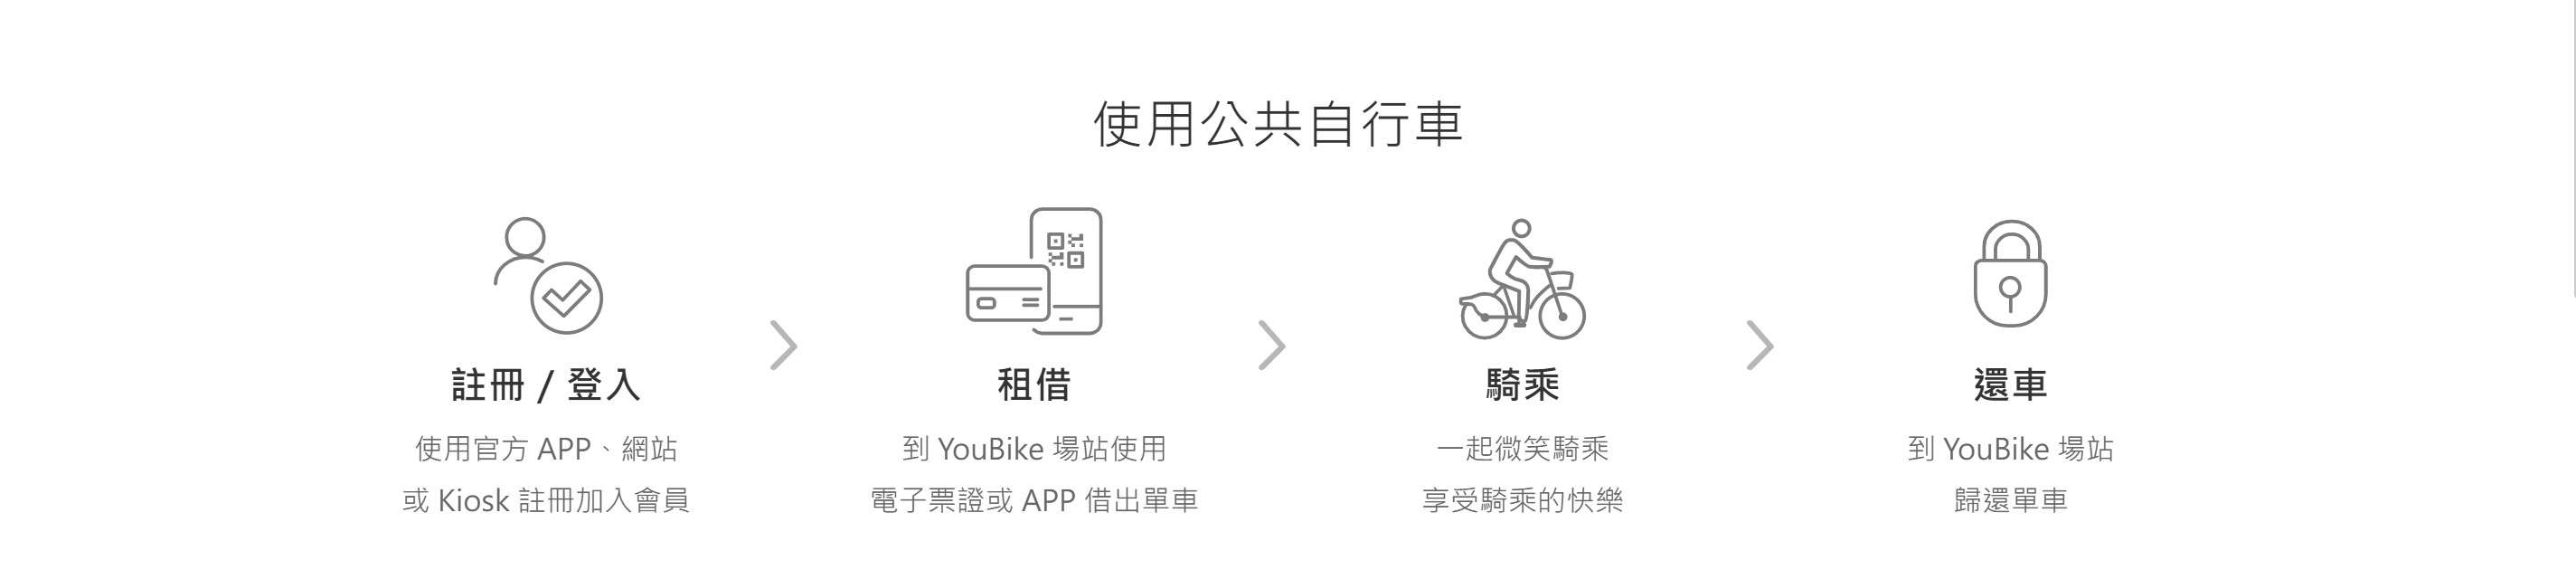 使用公共自行車
註冊 / 登入
使用官方 APP、網站
或 Kiosk 註冊加入會員
租借
到 YouBike 場站使用
電子票證或 APP 借出單車
騎乘
一起微笑騎乘
享受騎乘的快樂
還車
到 YouBike 場站
歸還單車